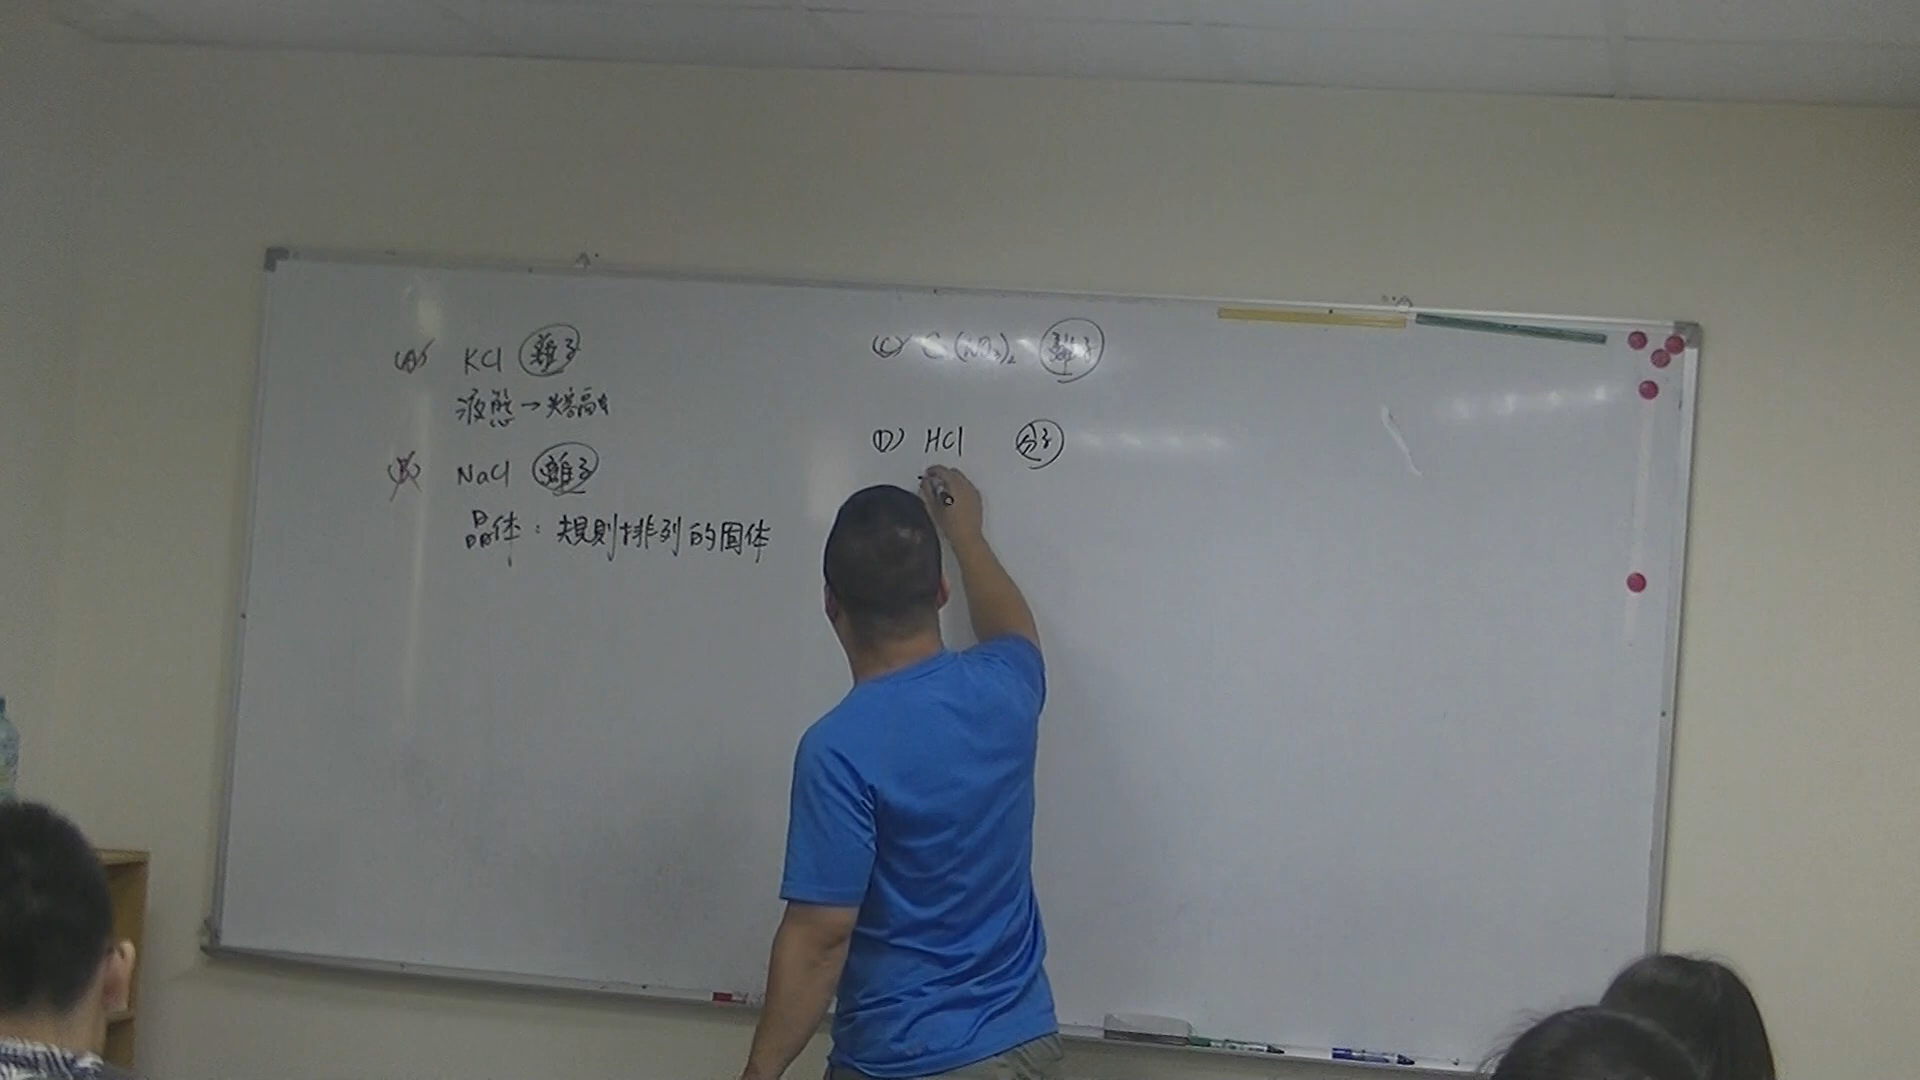 (A) KCl 離子
液態→熔融
(B) NaCl 離子
晶体：規則排列的固体
(C) C (NO₃)₂ 離子
(D) HCl 分子